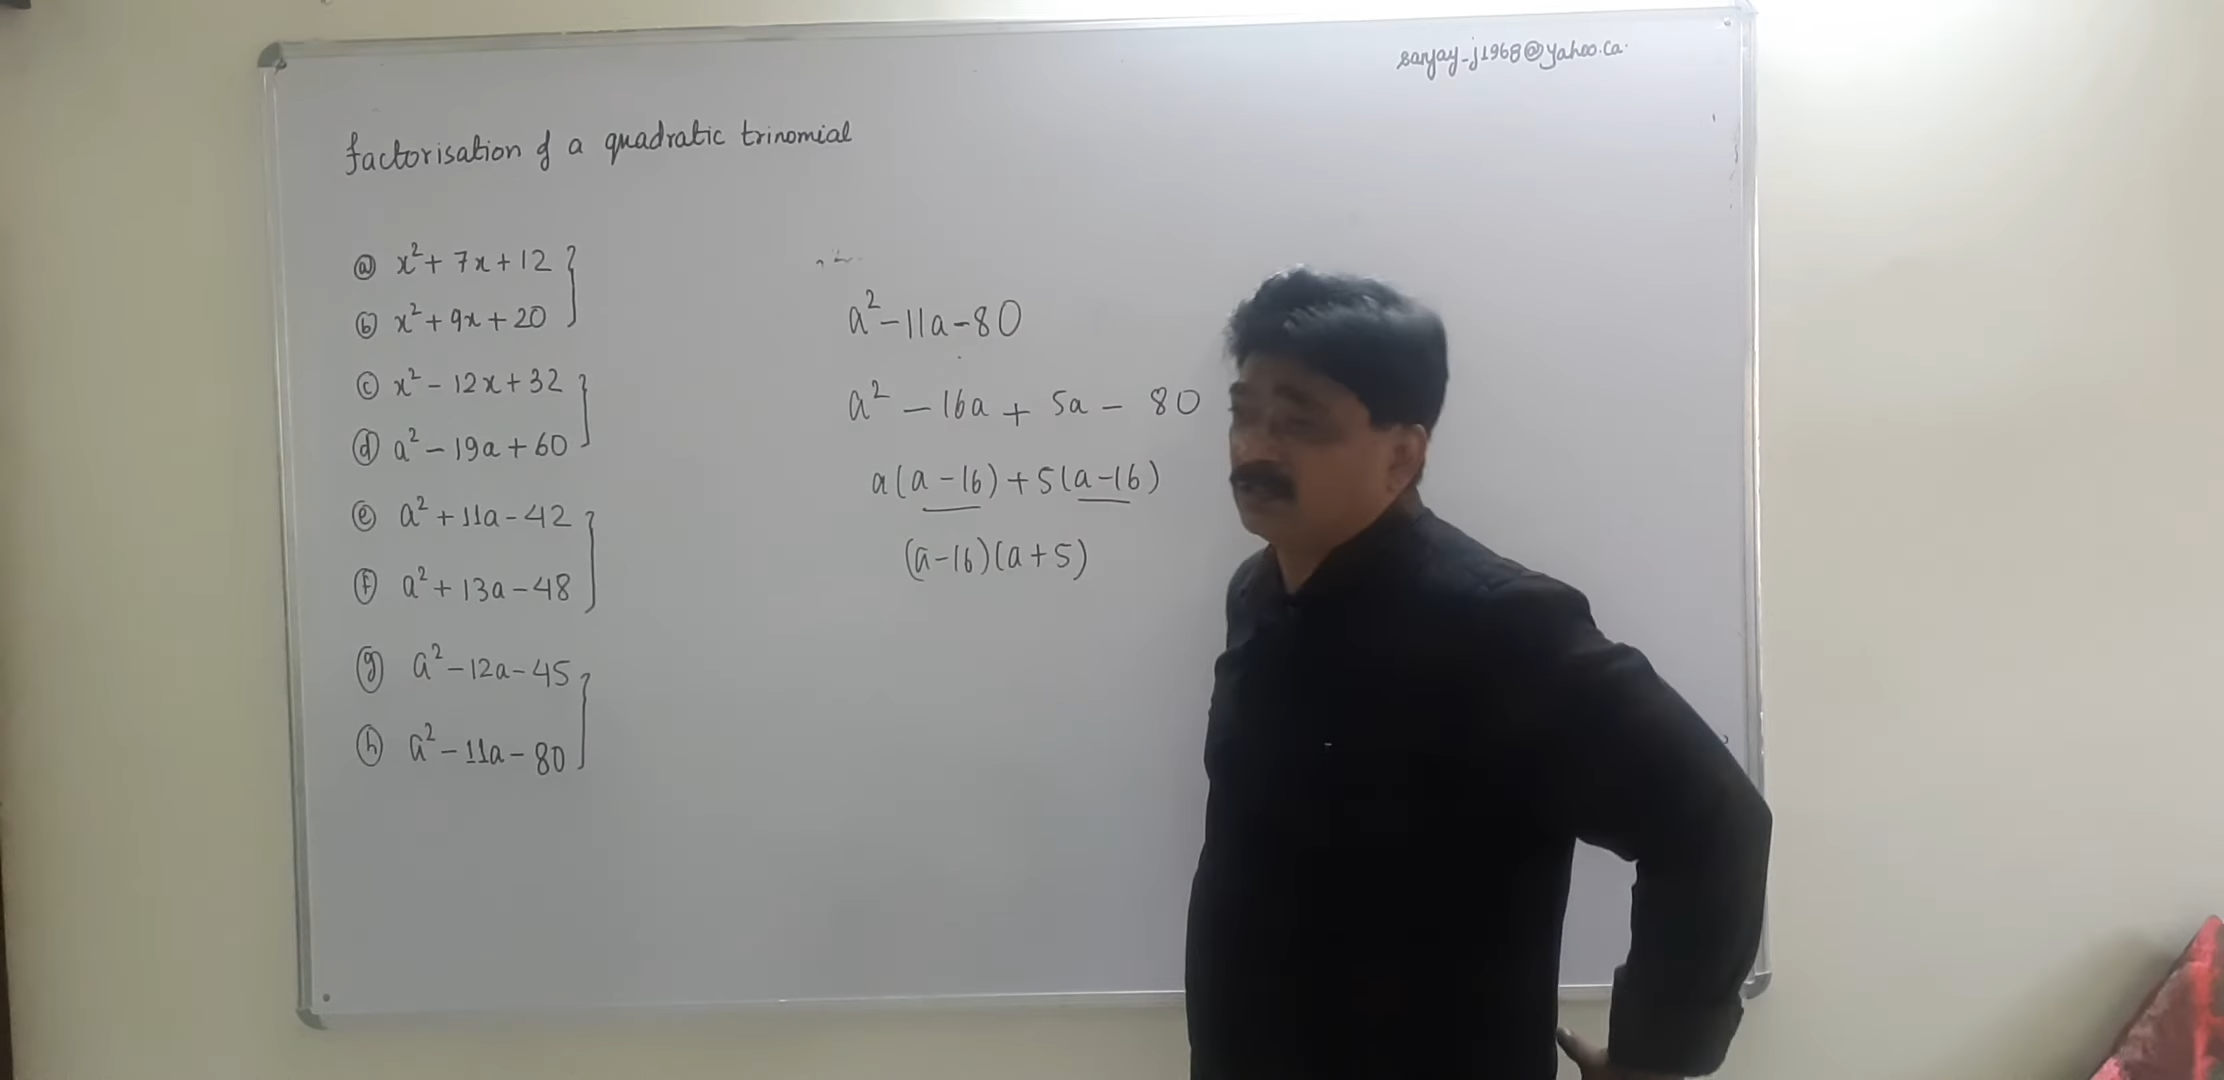 sanjay-j1968@yahoo.ca.
factorisation of a quadratic trinomial
(a) x² + 7x + 12
(b) x² + 9x + 20
(c) x² - 12x + 32
(d) a² - 19a + 60
(e) a² + 11a - 42
(f) a² + 13a - 48
(g) a² - 12a - 45
(h) a² - 11a - 80
a² - 11a - 80
a² - 16a + 5a - 80
a(a - 16) + 5(a - 16)
(a - 16)(a + 5)